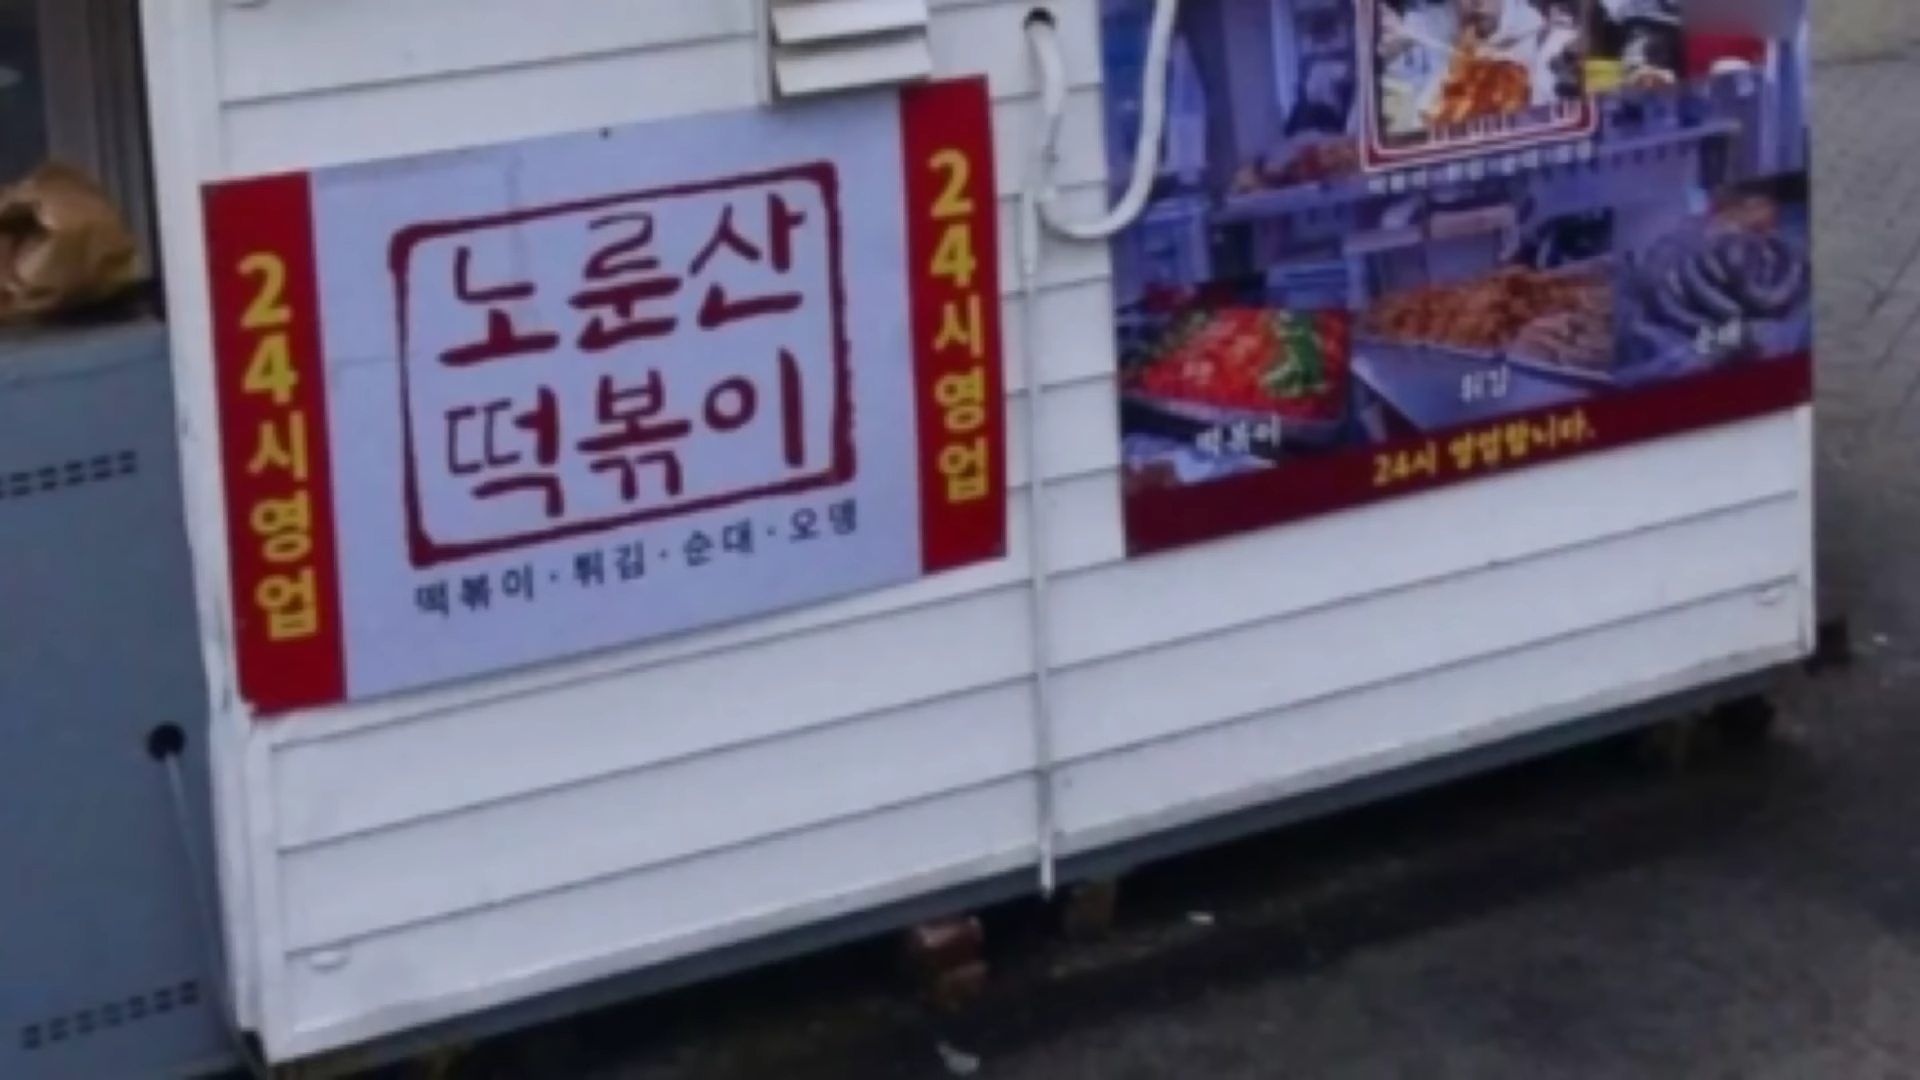 24시영업
노룬산
떡볶이
떡볶이·튀김·순대·오뎅
24시영업
떡볶이
튀김
순대
24시 영업합니다.